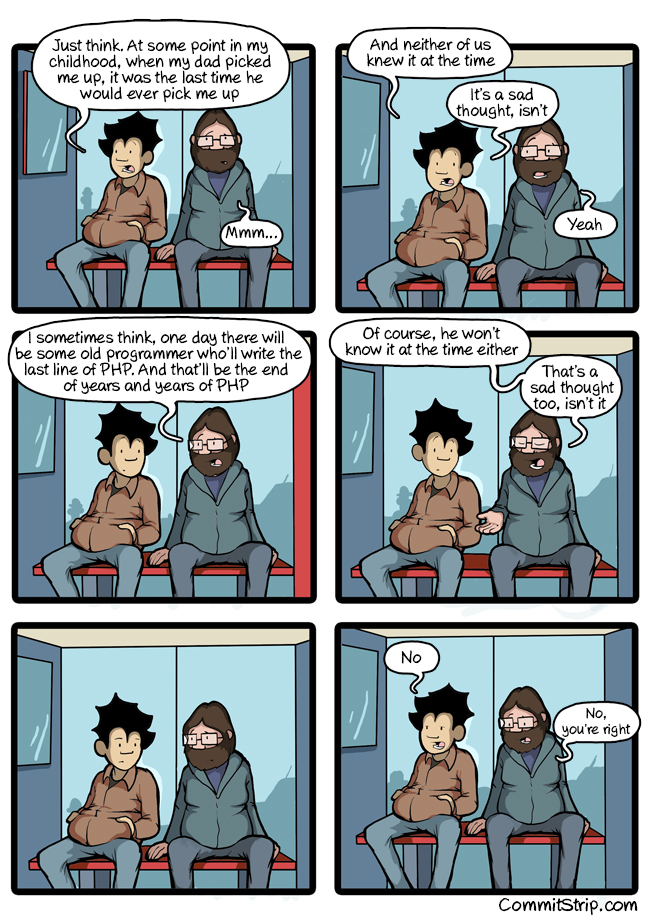 Just think. At some point in my
childhood, when my dad picked
me up, it was the last time he
would ever pick me up
Mmm...
And neither of us
knew it at the time
It's a sad
thought, isn't
Yeah
I sometimes think, one day there will
be some old programmer who'll write the
last line of PHP. And that'll be the end
of years and years of PHP
Of course, he won't
know it at the time either
That's a
sad thought
too, isn't it
No
No,
you're right
CommitStrip.com